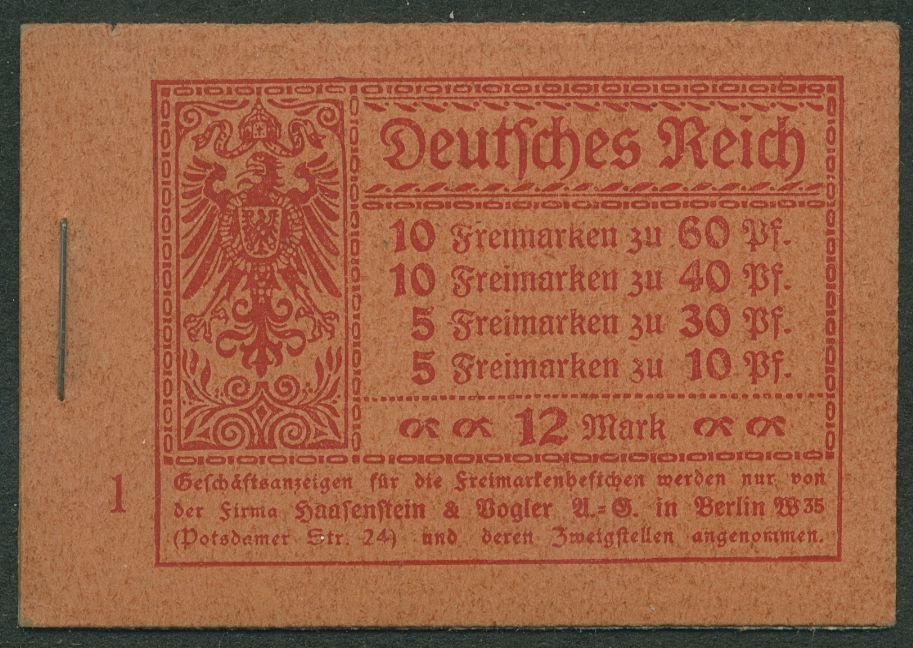 Deutsches Reich
10 Freimarken zu 60 Pf.
10 Freimarken zu 40 Pf.
5 Freimarken zu 30 Pf.
5 Freimarken zu 10 Pf.
12 Mark
1
Geschäftsanzeigen für die Freimarkenheftchen werden nur von
der Firma Haasenstein & Vogler A.=G. in Berlin W 35
(Potsdamer Str. 24) und deren Zweigstellen angenommen.